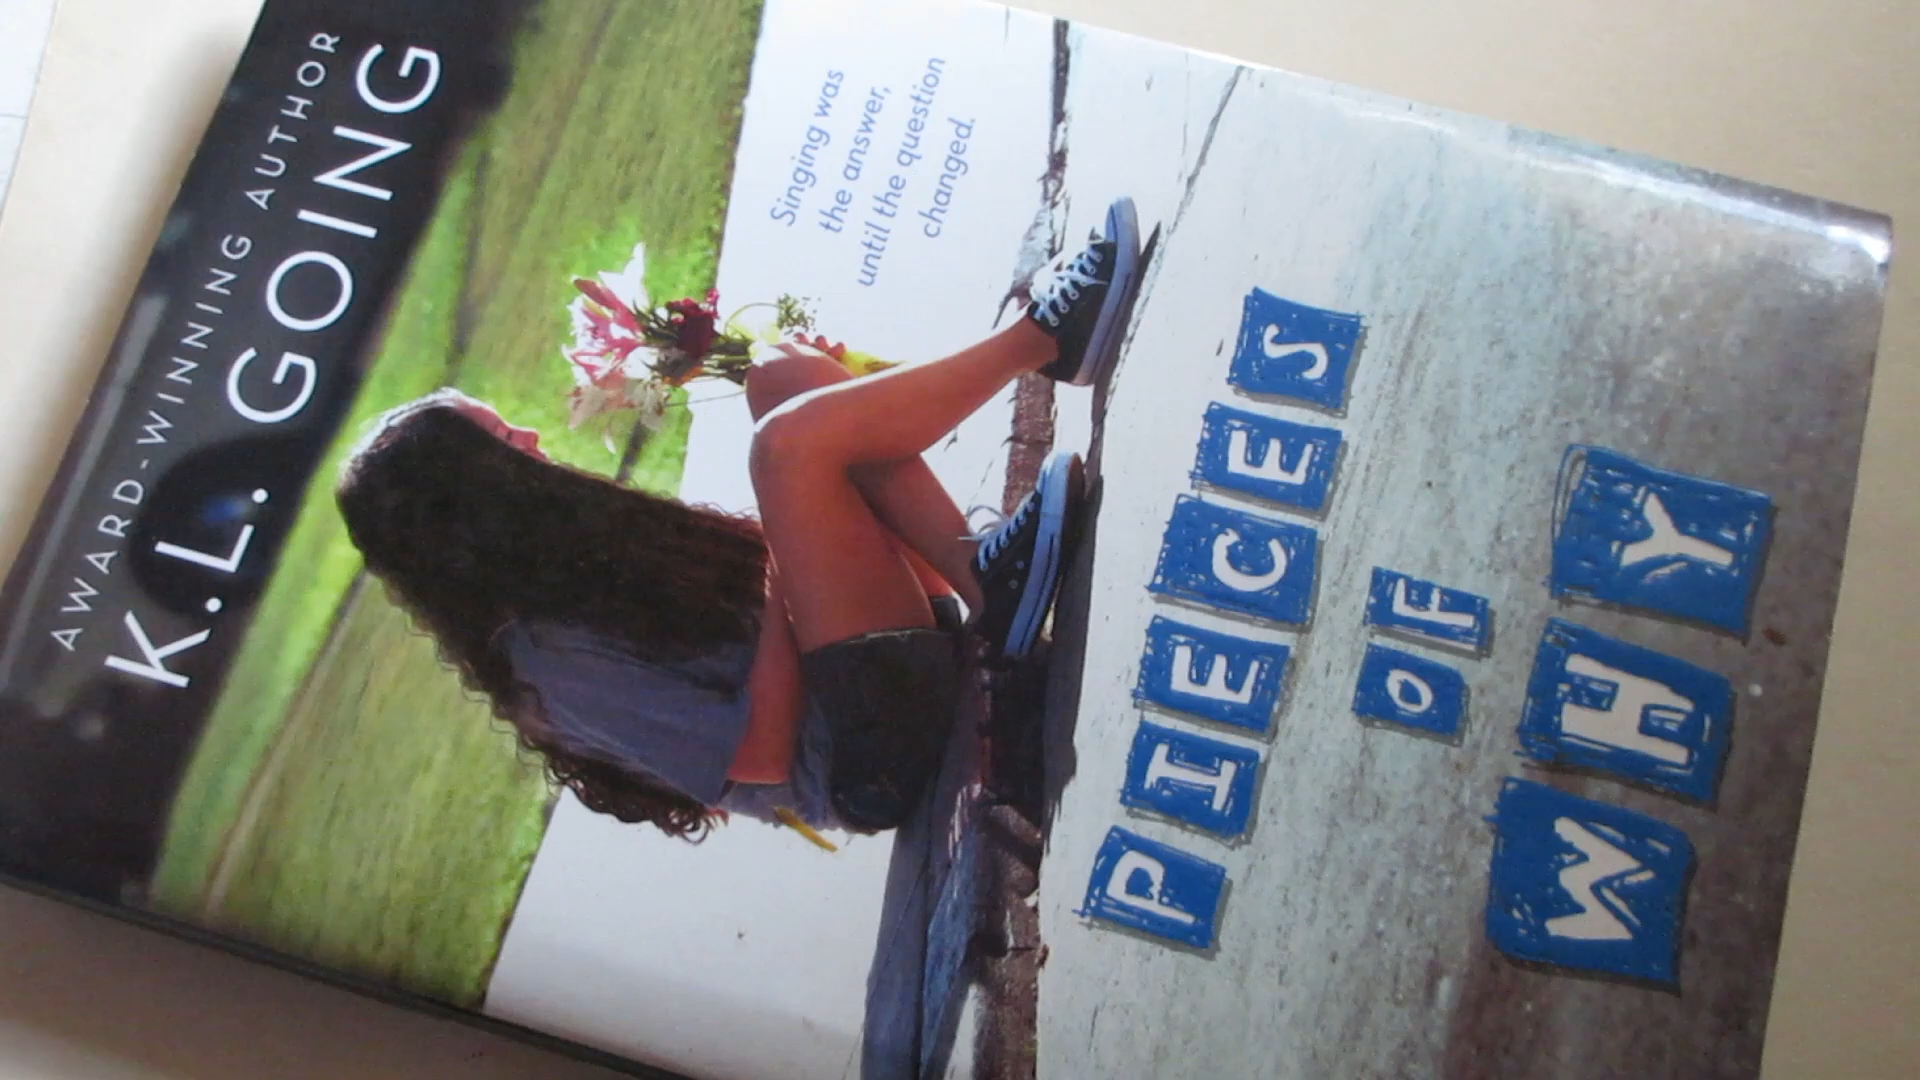 AWARD-WINNING AUTHOR
K.L. GOING
Singing was
the answer,
until the question
changed.
PIECES
OF
WHY